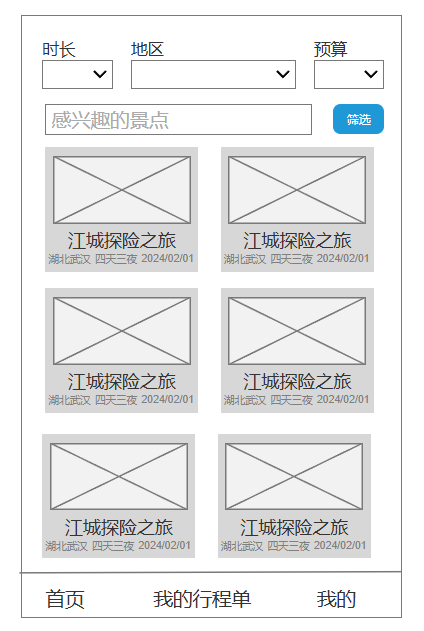 时长 地区 预算
感兴趣的景点 筛选
江城探险之旅 江城探险之旅
湖北武汉 四天三夜 2024/02/01 湖北武汉 四天三夜 2024/02/01
江城探险之旅 江城探险之旅
湖北武汉 四天三夜 2024/02/01 湖北武汉 四天三夜 2024/02/01
江城探险之旅 江城探险之旅
湖北武汉 四天三夜 2024/02/01 湖北武汉 四天三夜 2024/02/01
首页 我的行程单 我的